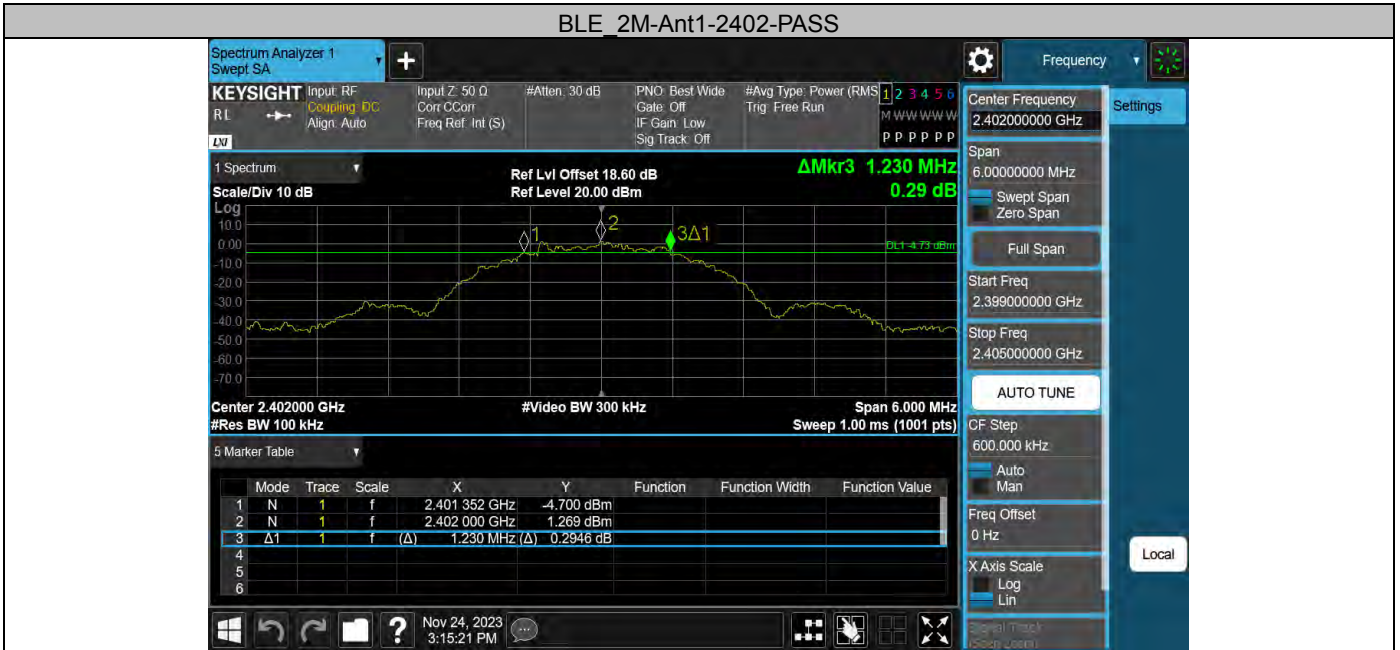 BLE_2M-Ant1-2402-PASS
Spectrum Analyzer 1
Swept SA
+
Frequency
KEYSIGHT
RL
LXI
Input: RF
Coupling: DC
Align: Auto
Input Z: 50 Ω
Corr CCorr
Freq Ref: Int (S)
#Atten: 30 dB
PNO: Best Wide
Gate: Off
IF Gain: Low
Sig Track: Off
#Avg Type: Power (RMS
Trig: Free Run
1 2 3 4 5 6
M W W W W W
P P P P P P
1 Spectrum
Scale/Div 10 dB
Ref Lvl Offset 18.60 dB
Ref Level 20.00 dBm
ΔMkr3 1.230 MHz
0.29 dB
Log
10.0
0.00
-10.0
-20.0
-30.0
-40.0
-50.0
-60.0
-70.0
1
2
3Δ1
DL1 -4.73 dBm
Center 2.402000 GHz
#Video BW 300 kHz
Span 6.000 MHz
#Res BW 100 kHz
Sweep 1.00 ms (1001 pts)
5 Marker Table
Mode Trace Scale X Y Function Function Width Function Value
1 N 1 f 2.401 352 GHz -4.700 dBm
2 N 1 f 2.402 000 GHz 1.269 dBm
3 Δ1 1 f (Δ) 1.230 MHz (Δ) 0.2946 dB
4
5
6
?
Nov 24, 2023
3:15:21 PM
Center Frequency
2.402000000 GHz
Settings
Span
6.00000000 MHz
Swept Span
Zero Span
Full Span
Start Freq
2.399000000 GHz
Stop Freq
2.405000000 GHz
AUTO TUNE
CF Step
600.000 kHz
Auto
Man
Freq Offset
0 Hz
X Axis Scale
Log
Lin
Local
Signal Track